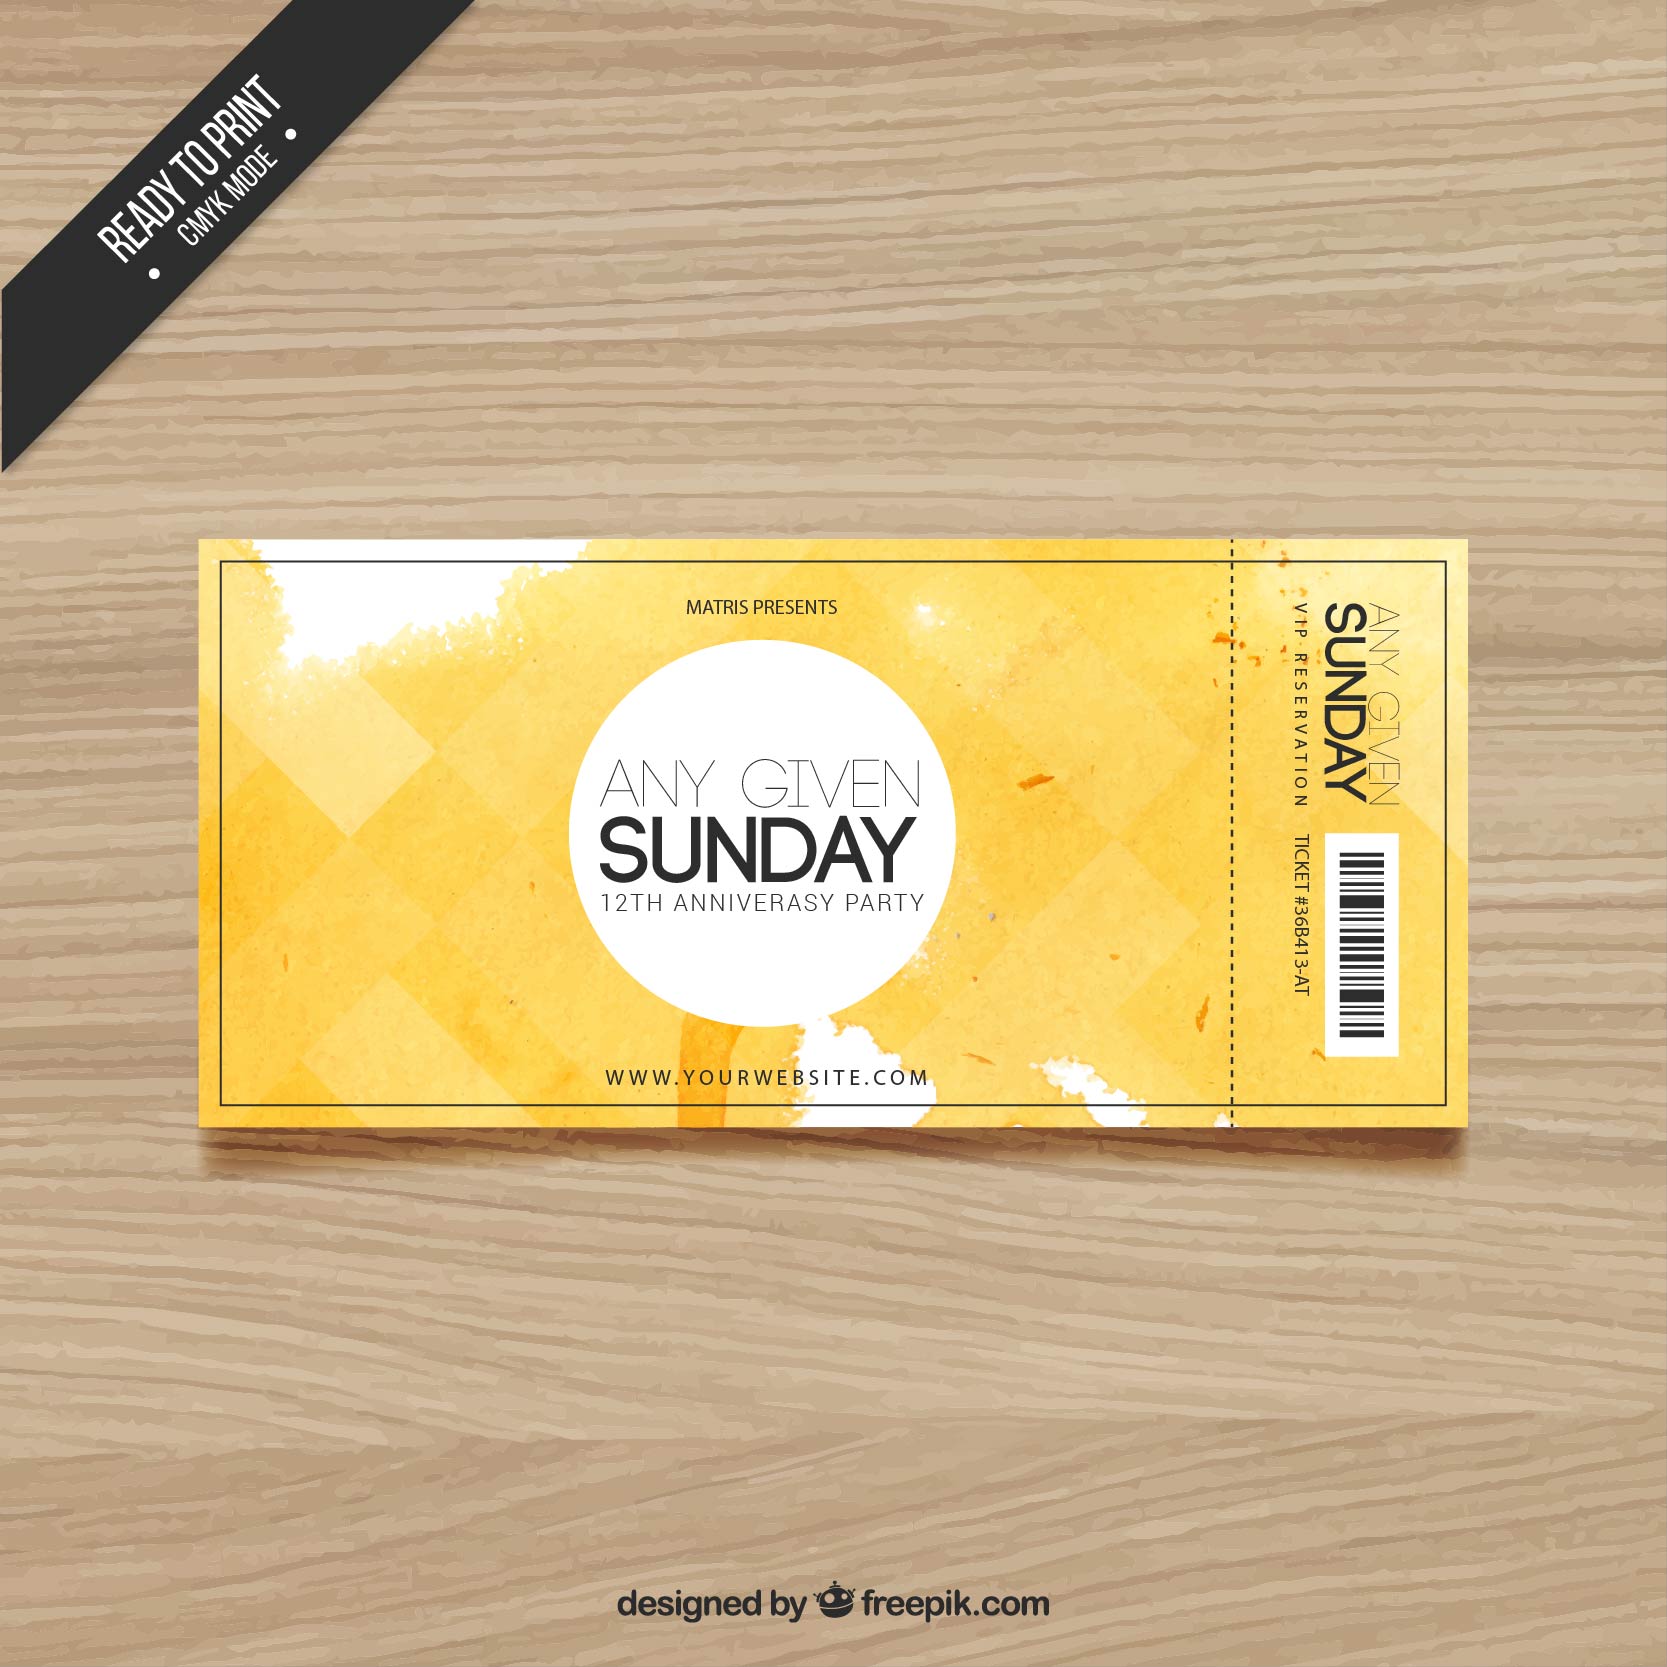 READY TO PRINT
CMYK MODE
MATRIS PRESENTS
ANY GIVEN
SUNDAY
12TH ANNIVERASY PARTY
WWW.YOURWEBSITE.COM
ANY GIVEN
SUNDAY
VIP RESERVATION
TICKET #36B413-AT
designed by freepik.com